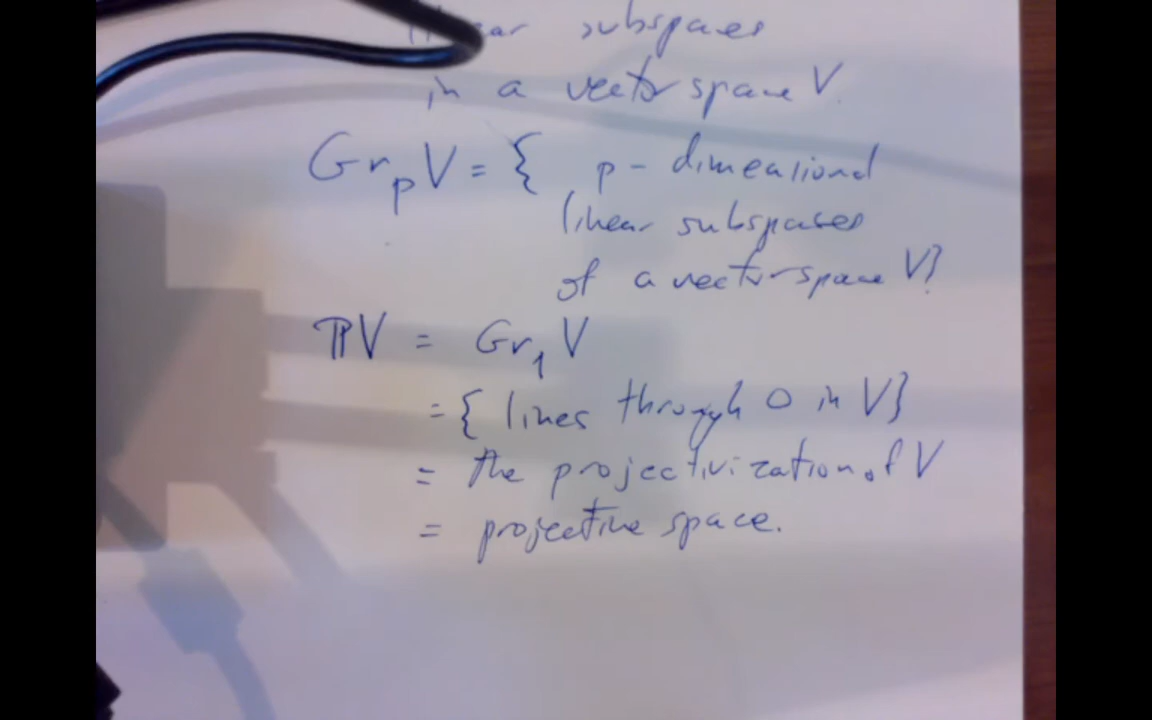 subspaces
in a vector space V.
Gr_p V = { p-dimensional
linear subspaces
of a vector space V}
ℙV = Gr_1 V
= { lines through 0 in V}
= the projectivization of V
= projective space.